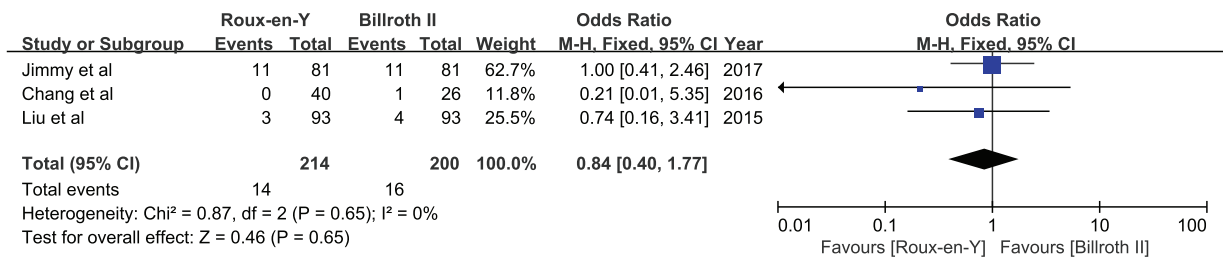 Roux-en-Y Billroth II Odds Ratio Odds Ratio
Study or Subgroup Events Total Events Total Weight M-H, Fixed, 95% CI Year M-H, Fixed, 95% CI
Jimmy et al 11 81 11 81 62.7% 1.00 [0.41, 2.46] 2017
Chang et al 0 40 1 26 11.8% 0.21 [0.01, 5.35] 2016
Liu et al 3 93 4 93 25.5% 0.74 [0.16, 3.41] 2015
Total (95% CI) 214 200 100.0% 0.84 [0.40, 1.77]
Total events 14 16
Heterogeneity: Chi² = 0.87, df = 2 (P = 0.65); I² = 0%
Test for overall effect: Z = 0.46 (P = 0.65)
0.01 0.1 1 10 100
Favours [Roux-en-Y] Favours [Billroth II]